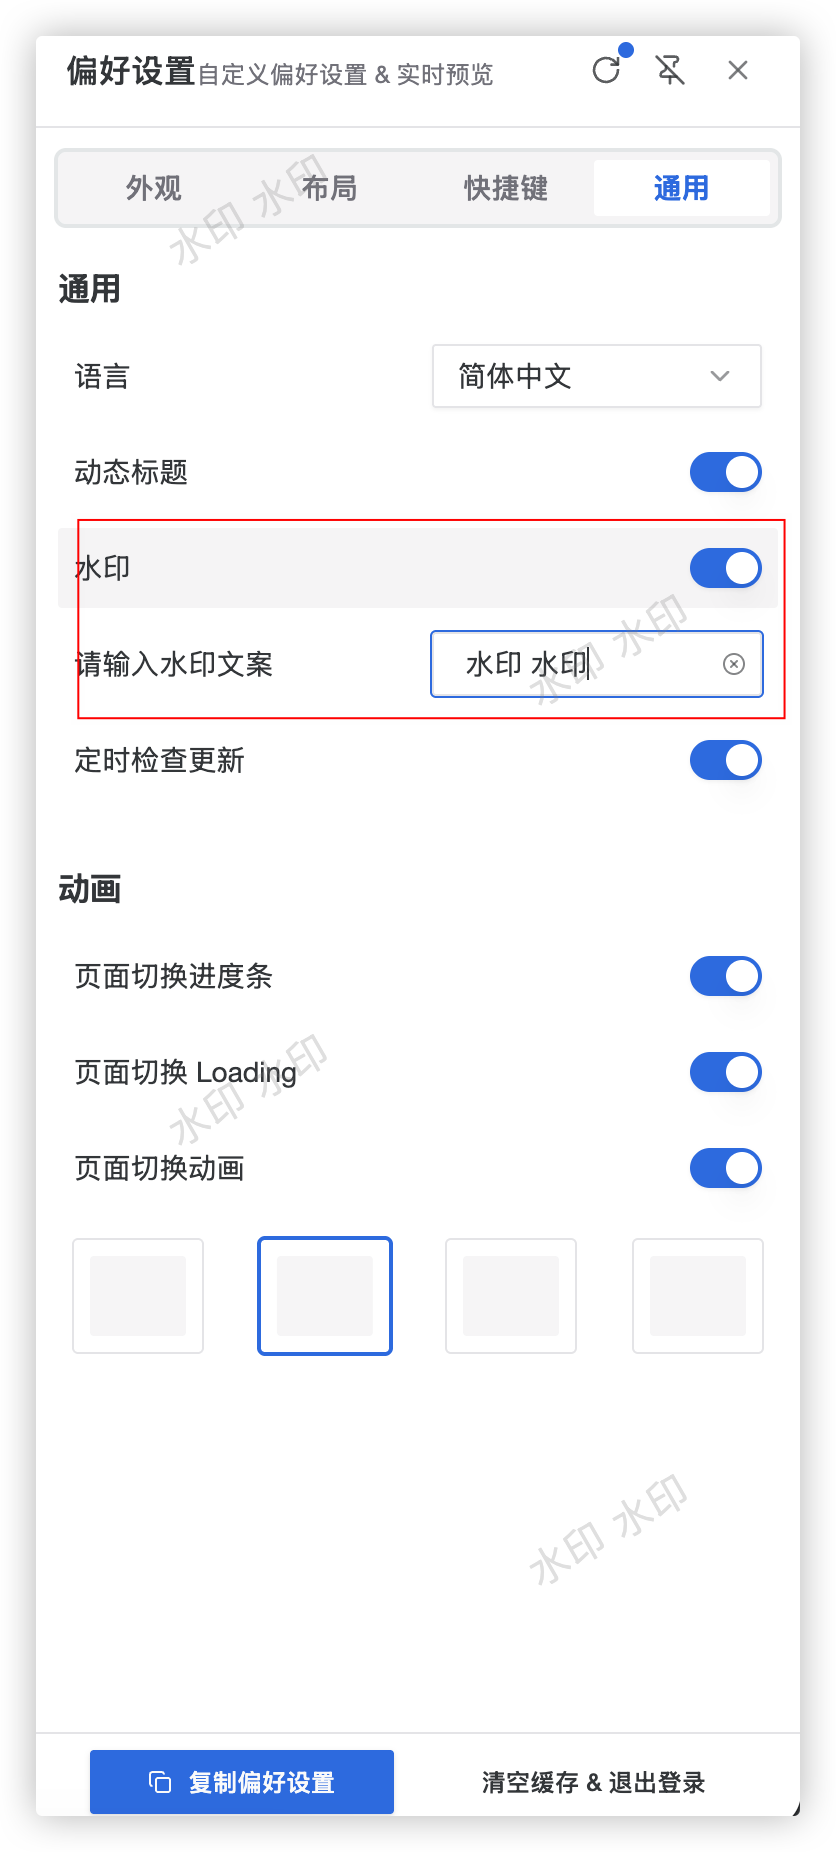 偏好设置自定义偏好设置 & 实时预览
外观 布局 快捷键 通用
水印 水印
通用
语言 简体中文
动态标题
水印
请输入水印文案 水印 水印
水印 水印
定时检查更新
动画
页面切换进度条
页面切换 Loading
水印 水印
页面切换动画
水印 水印
复制偏好设置 清空缓存 & 退出登录